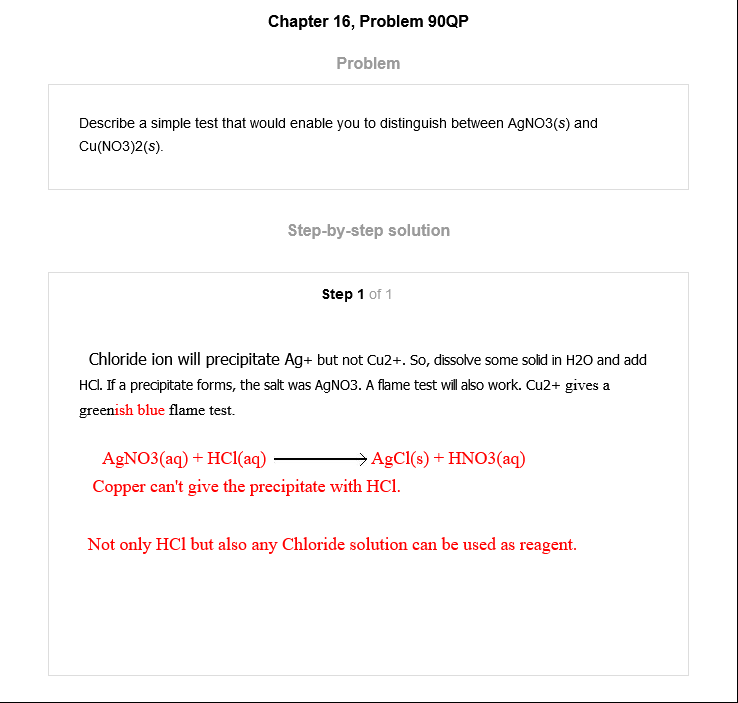 Chapter 16, Problem 90QP
Problem
Describe a simple test that would enable you to distinguish between AgNO3(s) and
Cu(NO3)2(s).
Step-by-step solution
Step 1 of 1
Chloride ion will precipitate Ag+ but not Cu2+. So, dissolve some solid in H2O and add
HCl. If a precipitate forms, the salt was AgNO3. A flame test will also work. Cu2+ gives a
greenish blue flame test.
AgNO3(aq) + HCl(aq) ⟶ AgCl(s) + HNO3(aq)
Copper can't give the precipitate with HCl.
Not only HCl but also any Chloride solution can be used as reagent.